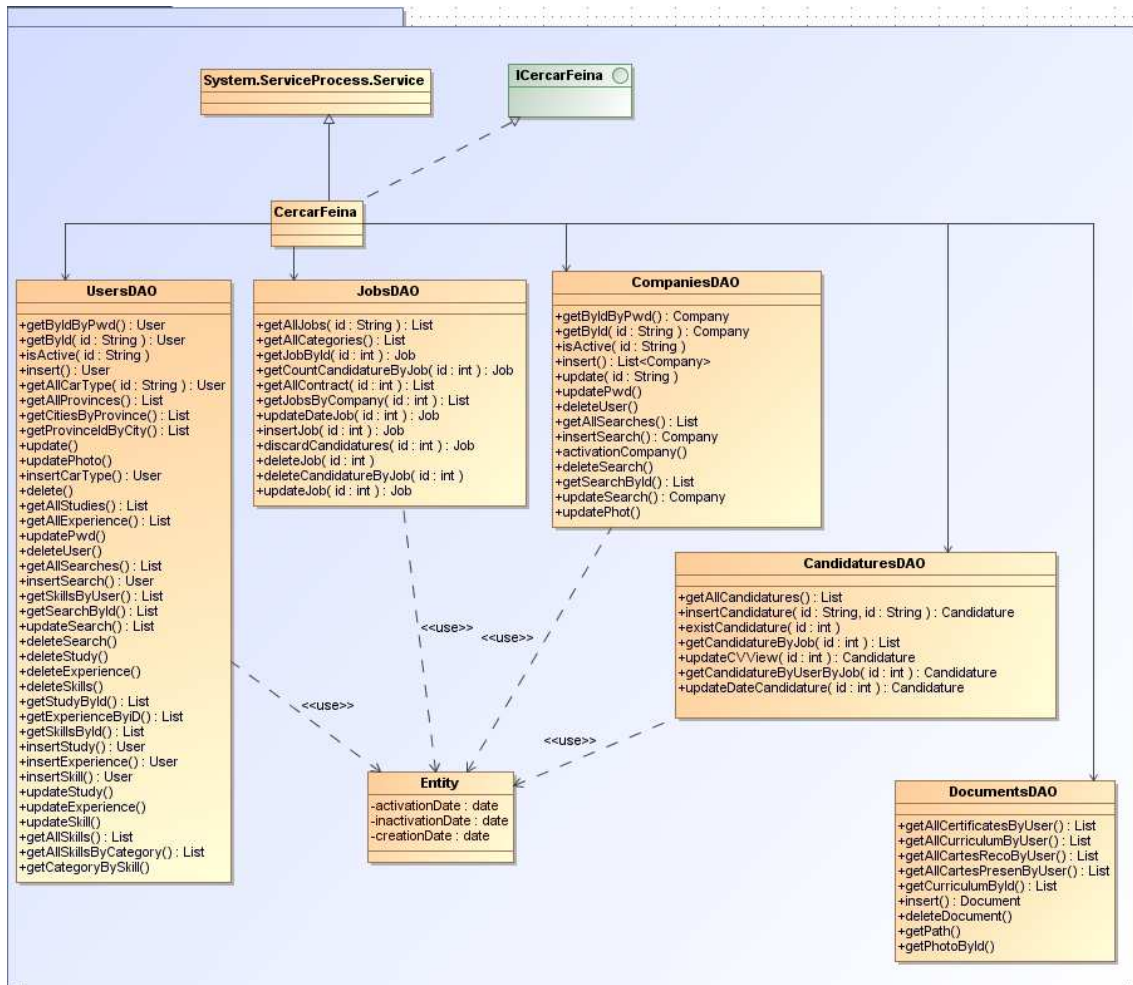 System.ServiceProcess.Service
ICercarFeina
CercarFeina
UsersDAO
+getByIdByPwd() : User
+getById( id : String ) : User
+isActive( id : String )
+insert() : User
+getAllCarType( id : String ) : User
+getAllProvinces() : List
+getCitiesByProvince() : List
+getProvinceIdByCity() : List
+update()
+updatePhoto()
+insertCarType() : User
+delete()
+getAllStudies() : List
+getAllExperience() : List
+updatePwd()
+deleteUser()
+getAllSearches() : List
+insertSearch() : User
+getSkillsByUser() : List
+getSearchById() : List
+updateSearch() : List
+deleteSearch()
+deleteStudy()
+deleteExperience()
+deleteSkills()
+getStudyById() : List
+getExperienceByiD() : List
+getSkillsById() : List
+insertStudy() : User
+insertExperience() : User
+insertSkill() : User
+updateStudy()
+updateExperience()
+updateSkill()
+getAllSkills() : List
+getAllSkillsByCategory() : List
+getCategoryBySkill()
JobsDAO
+getAllJobs( id : String ) : List
+getAllCategories() : List
+getJobById( id : int ) : Job
+getCountCandidatureByJob( id : int ) : Job
+getAllContract( id : int ) : List
+getJobsByCompany( id : int ) : List
+updateDateJob( id : int ) : Job
+insertJob( id : int ) : Job
+discardCandidatures( id : int ) : Job
+deleteJob( id : int )
+deleteCandidatureByJob( id : int )
+updateJob( id : int ) : Job
CompaniesDAO
+getByIdByPwd() : Company
+getById( id : String ) : Company
+isActive( id : String )
+insert() : List<Company>
+update( id : String )
+updatePwd()
+deleteUser()
+getAllSearches() : List
+insertSearch() : Company
+activationCompany()
+deleteSearch()
+getSearchById() : List
+updateSearch() : Company
+updatePhot()
CandidaturesDAO
+getAllCandidatures() : List
+insertCandidature( id : String, id : String ) : Candidature
+existCandidature( id : int )
+getCandidatureByJob( id : int ) : List
+updateCVView( id : int ) : Candidature
+getCandidatureByUserByJob( id : int ) : Candidature
+updateDateCandidature( id : int ) : Candidature
<<use>>
<<use>>
<<use>>
<<use>>
Entity
-activationDate : date
-inactivationDate : date
-creationDate : date
DocumentsDAO
+getAllCertificatesByUser() : List
+getAllCurriculumByUser() : List
+getAllCartesRecoByUser() : List
+getAllCartesPresenByUser() : List
+getCurriculumById() : List
+insert() : Document
+deleteDocument()
+getPath()
+getPhotoById()